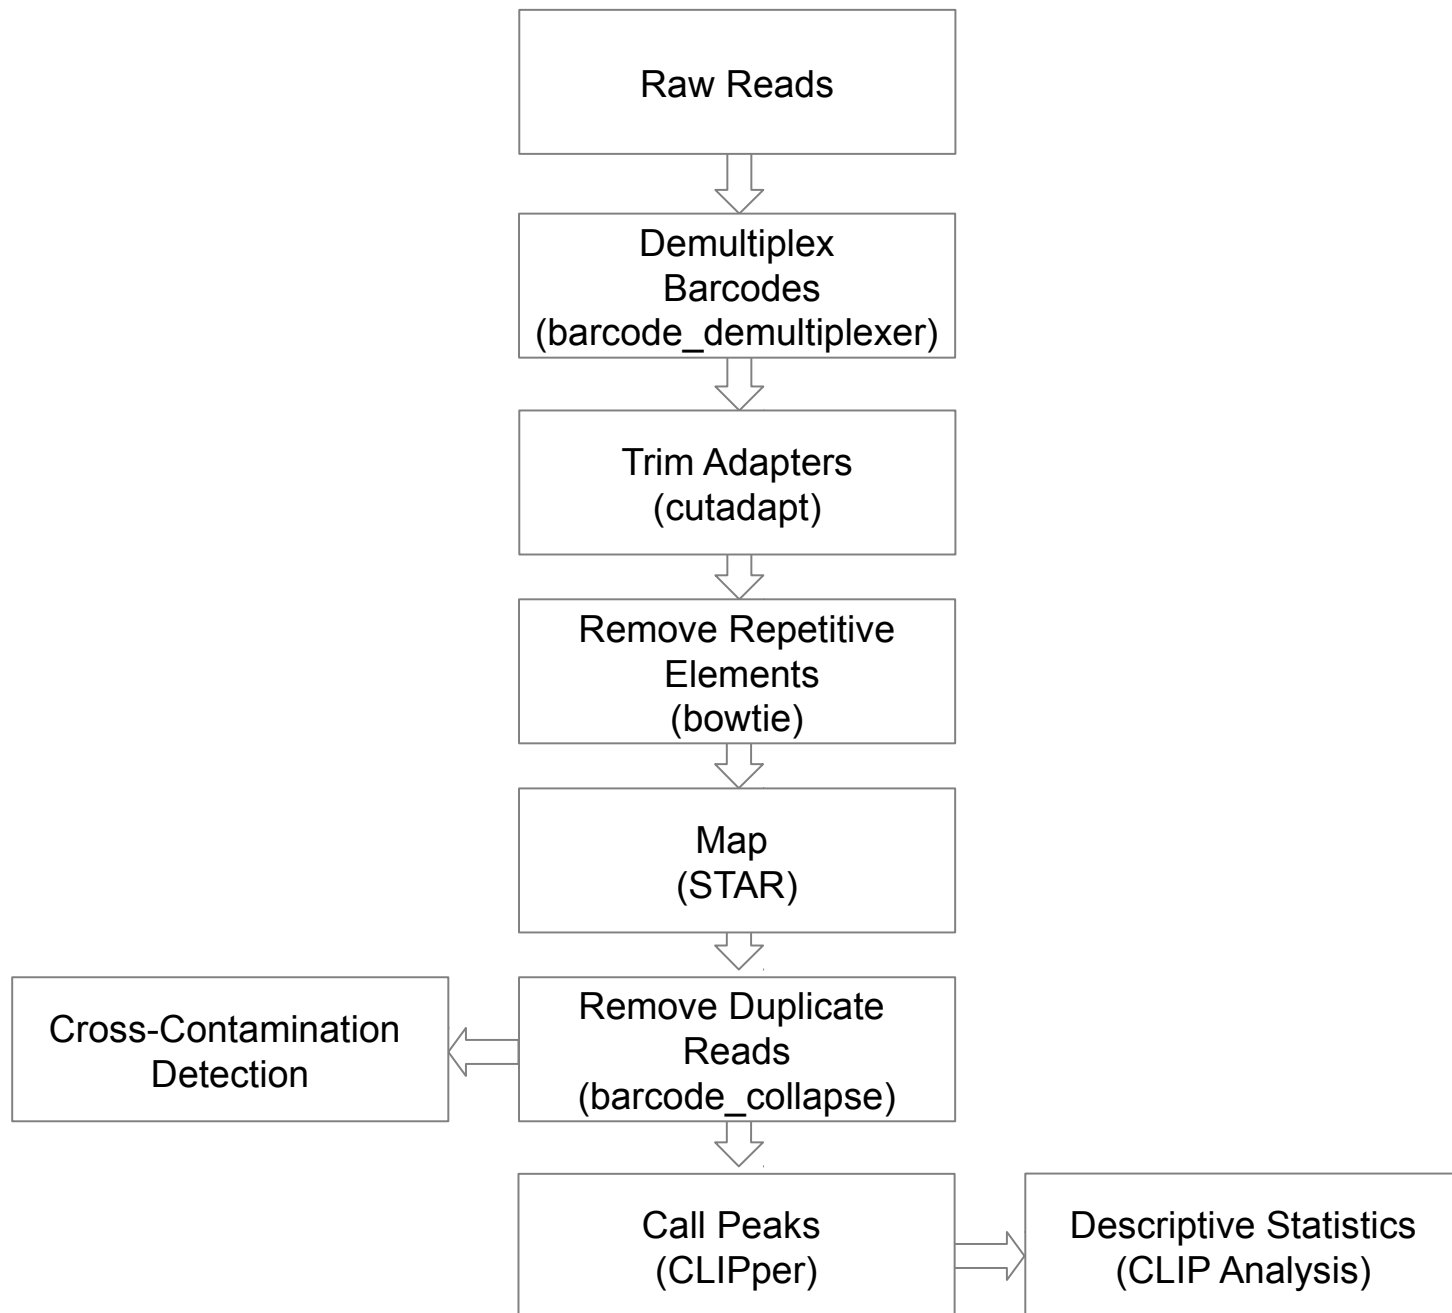 Raw Reads
Demultiplex
Barcodes
(barcode_demultiplexer)
Trim Adapters
(cutadapt)
Remove Repetitive
Elements
(bowtie)
Map
(STAR)
Cross-Contamination
Detection
Remove Duplicate
Reads
(barcode_collapse)
Call Peaks
(CLIPper)
Descriptive Statistics
(CLIP Analysis)